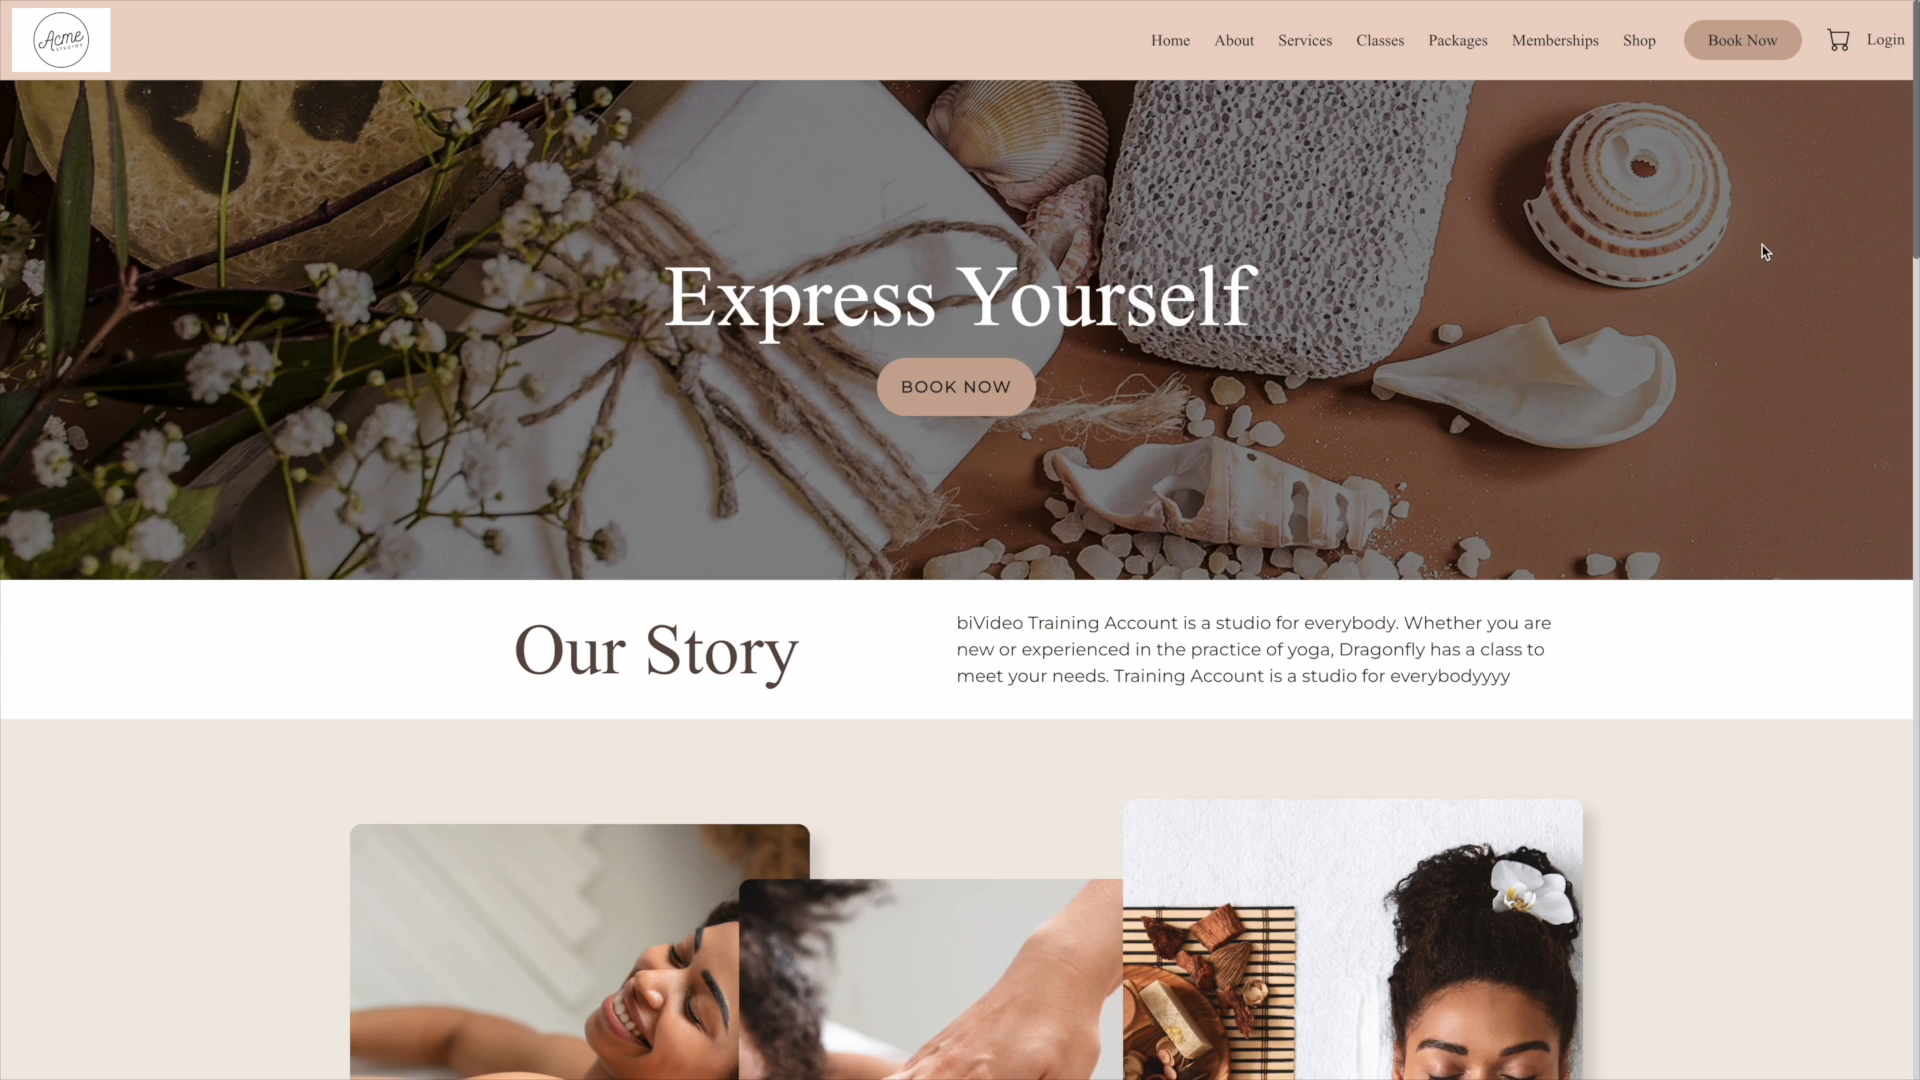 Acme
STUDIOS
Home About Services Classes Packages Memberships Shop Book Now Login
Express Yourself
BOOK NOW
Our Story
biVideo Training Account is a studio for everybody. Whether you are
new or experienced in the practice of yoga, Dragonfly has a class to
meet your needs. Training Account is a studio for everybodyyyy